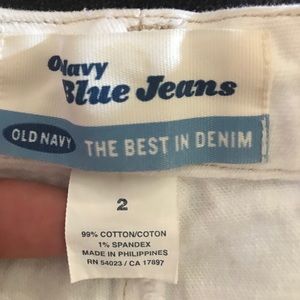 Navy
Blue Jeans
OLD NAVY THE BEST IN DENIM
2
99% COTTON/COTON
1% SPANDEX
MADE IN PHILIPPINES
RN 54023 / CA 17897